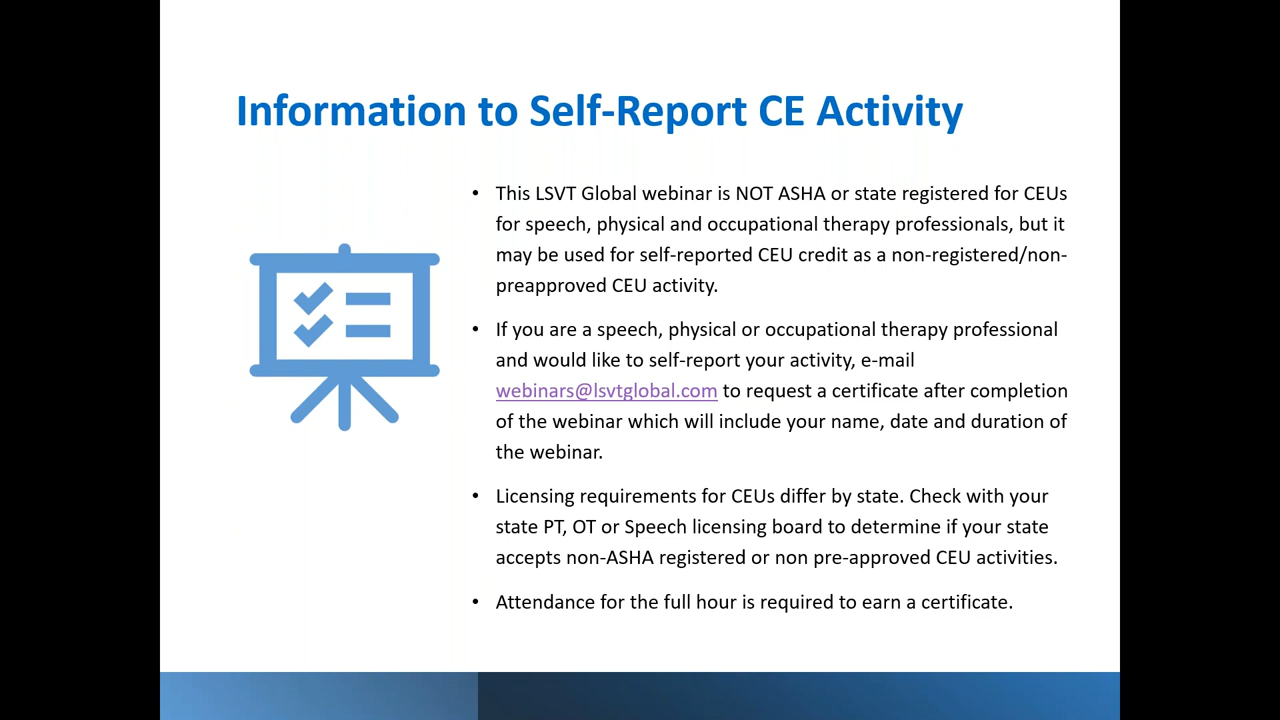 Information to Self-Report CE Activity
• This LSVT Global webinar is NOT ASHA or state registered for CEUs
for speech, physical and occupational therapy professionals, but it
may be used for self-reported CEU credit as a non-registered/non-
preapproved CEU activity.
• If you are a speech, physical or occupational therapy professional
and would like to self-report your activity, e-mail
webinars@lsvtglobal.com to request a certificate after completion
of the webinar which will include your name, date and duration of
the webinar.
• Licensing requirements for CEUs differ by state. Check with your
state PT, OT or Speech licensing board to determine if your state
accepts non-ASHA registered or non pre-approved CEU activities.
• Attendance for the full hour is required to earn a certificate.